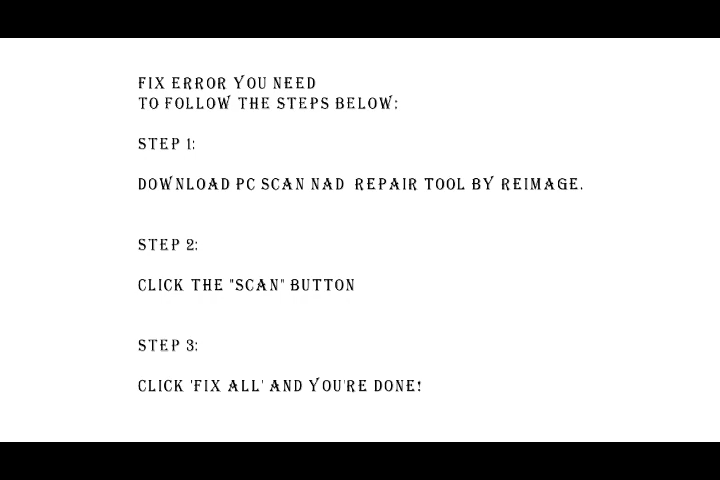 FIX ERROR YOU NEED
TO FOLLOW THE STEPS BELOW:
STEP 1:
DOWNLOAD PC SCAN NAD REPAIR TOOL BY REIMAGE.
STEP 2:
CLICK THE "SCAN" BUTTON
STEP 3:
CLICK 'FIX ALL' AND YOU'RE DONE!